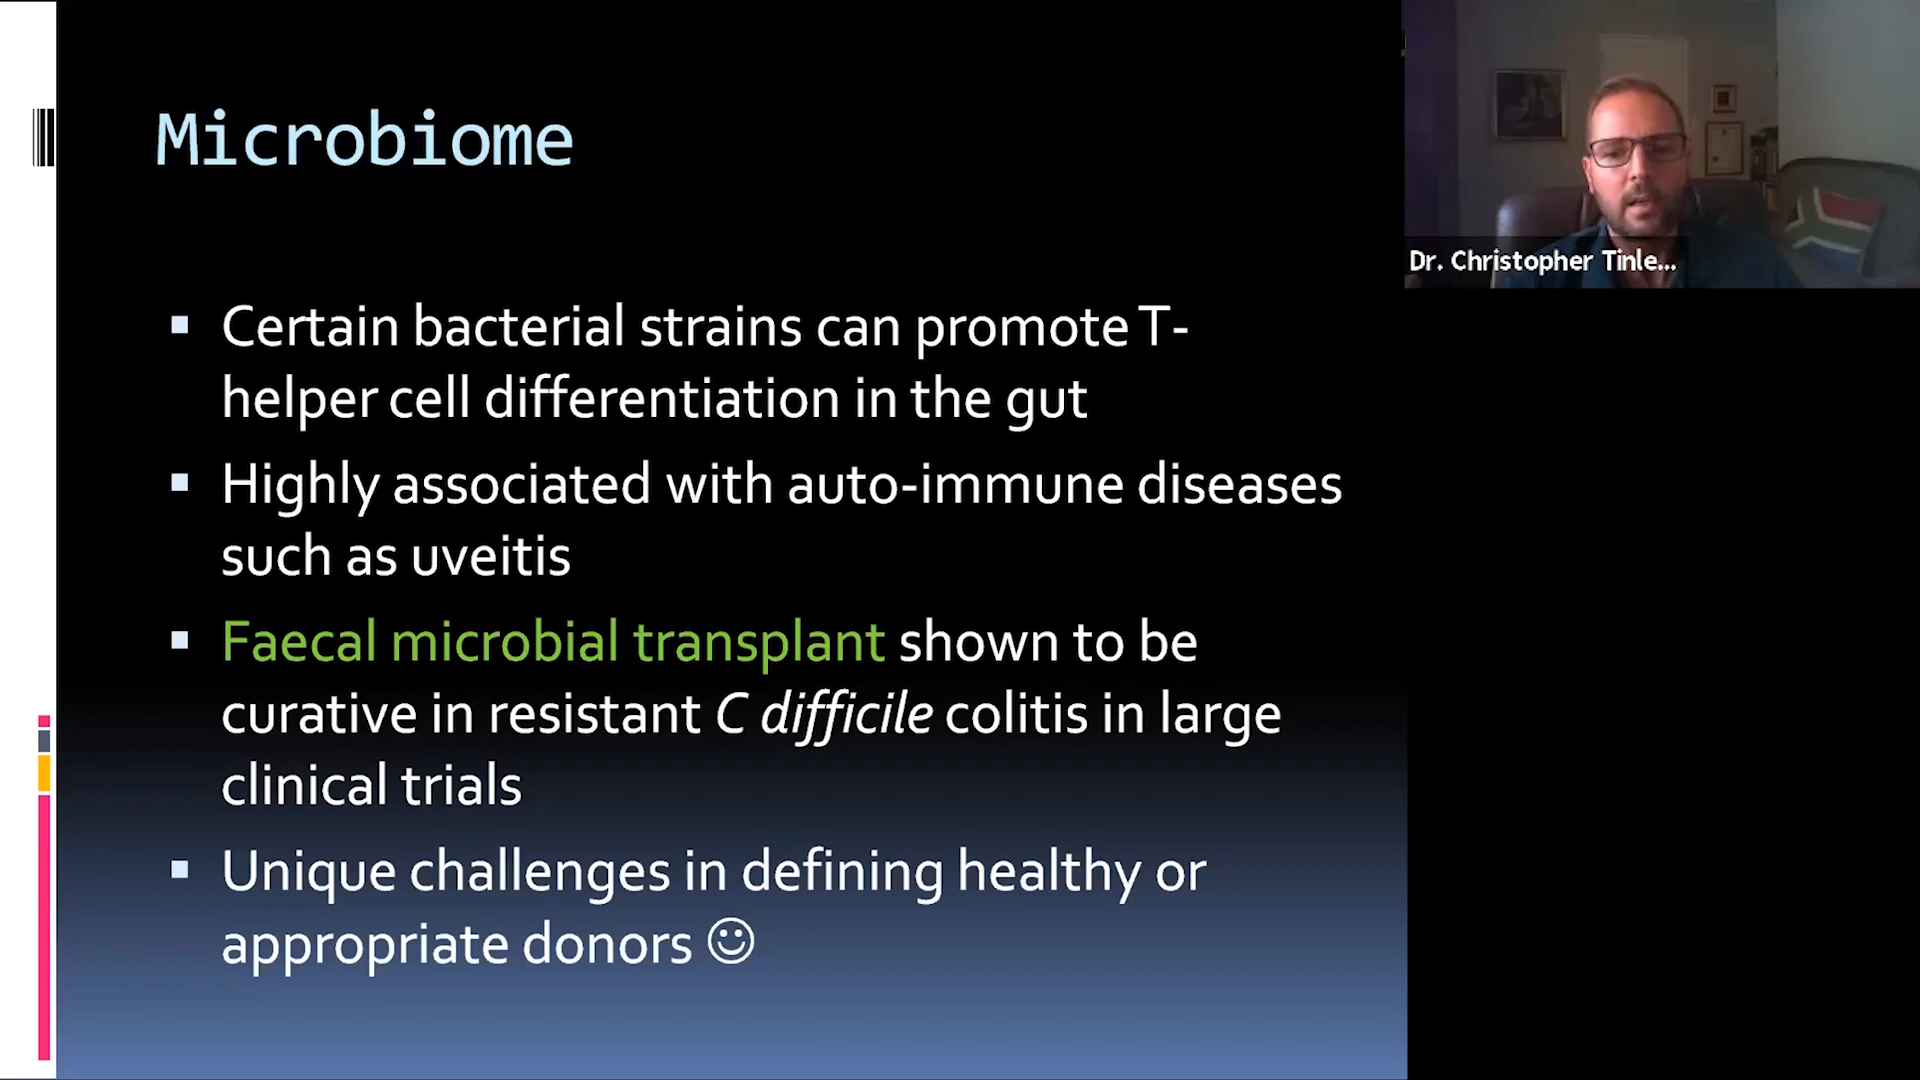 Microbiome
Dr. Christopher Tinle...
▪ Certain bacterial strains can promote T-
helper cell differentiation in the gut
▪ Highly associated with auto-immune diseases
such as uveitis
▪ Faecal microbial transplant shown to be
curative in resistant C difficile colitis in large
clinical trials
▪ Unique challenges in defining healthy or
appropriate donors ☺